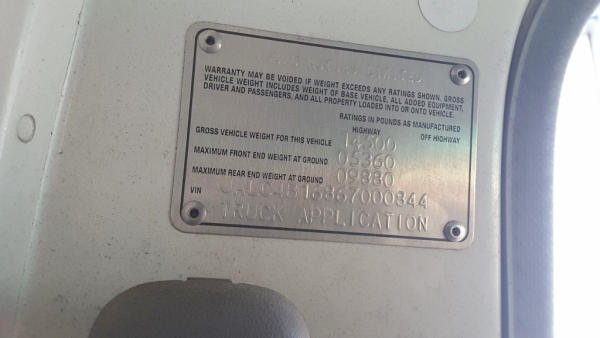 WARRANTY MAY BE VOIDED IF WEIGHT EXCEEDS ANY RATINGS SHOWN. GROSS
VEHICLE WEIGHT INCLUDES WEIGHT OF BASE VEHICLE, ALL ADDED EQUIPMENT,
DRIVER AND PASSENGERS, AND ALL PROPERTY LOADED INTO OR ONTO VEHICLE.
RATINGS IN POUNDS AS MANUFACTURED
HIGHWAY OFF HIGHWAY
GROSS VEHICLE WEIGHT FOR THIS VEHICLE 14500
MAXIMUM FRONT END WEIGHT AT GROUND 05360
MAXIMUM REAR END WEIGHT AT GROUND 09880
VIN
TRUCK APPLICATION